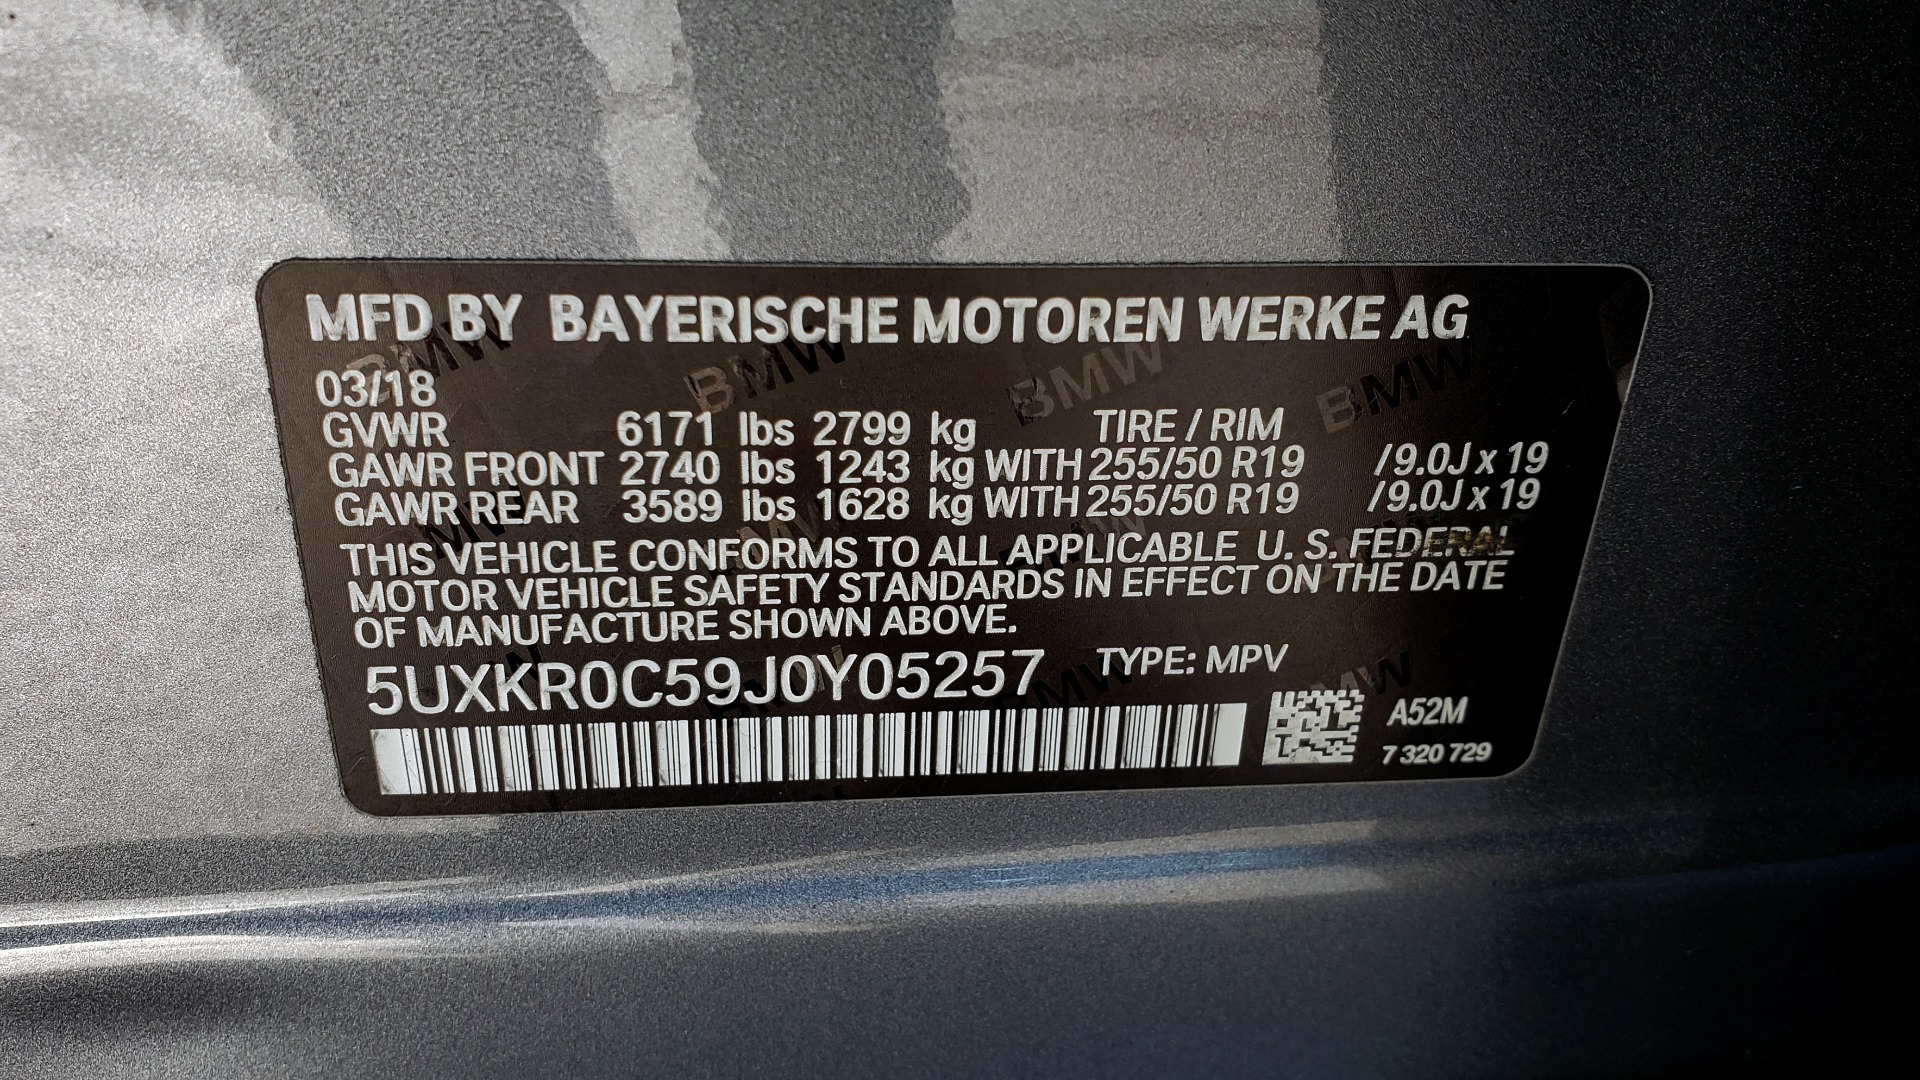 MFD BY BAYERISCHE MOTOREN WERKE AG
03/18
GVWR 6171 lbs 2799 kg TIRE / RIM
GAWR FRONT 2740 lbs 1243 kg WITH 255/50 R19 /9.0J x 19
GAWR REAR 3589 lbs 1628 kg WITH 255/50 R19 /9.0J x 19
THIS VEHICLE CONFORMS TO ALL APPLICABLE U. S. FEDERAL
MOTOR VEHICLE SAFETY STANDARDS IN EFFECT ON THE DATE
OF MANUFACTURE SHOWN ABOVE.
5UXKR0C59J0Y05257 TYPE: MPV
A52M
7 320 729